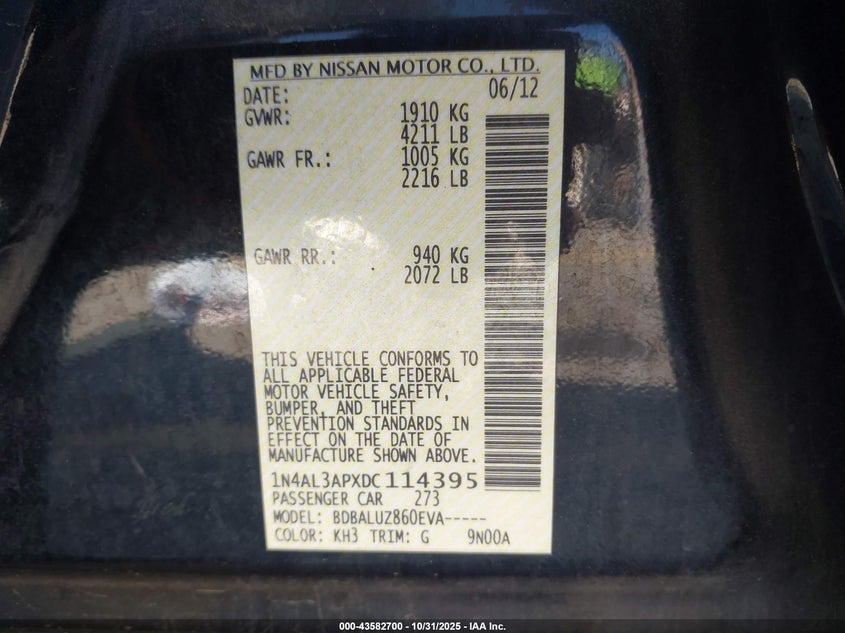 MFD BY NISSAN MOTOR CO., LTD.
DATE: 06/12
GVWR: 1910 KG
4211 LB
GAWR FR.: 1005 KG
2216 LB
GAWR RR.: 940 KG
2072 LB
THIS VEHICLE CONFORMS TO
ALL APPLICABLE FEDERAL
MOTOR VEHICLE SAFETY,
BUMPER, AND THEFT
PREVENTION STANDARDS IN
EFFECT ON THE DATE OF
MANUFACTURE SHOWN ABOVE.
1N4AL3APXDC114395
PASSENGER CAR 273
MODEL: BDBALUZ860EVA-----
COLOR: KH3 TRIM: G 9N00A
000-43582700 - 10/31/2025 - IAA Inc.